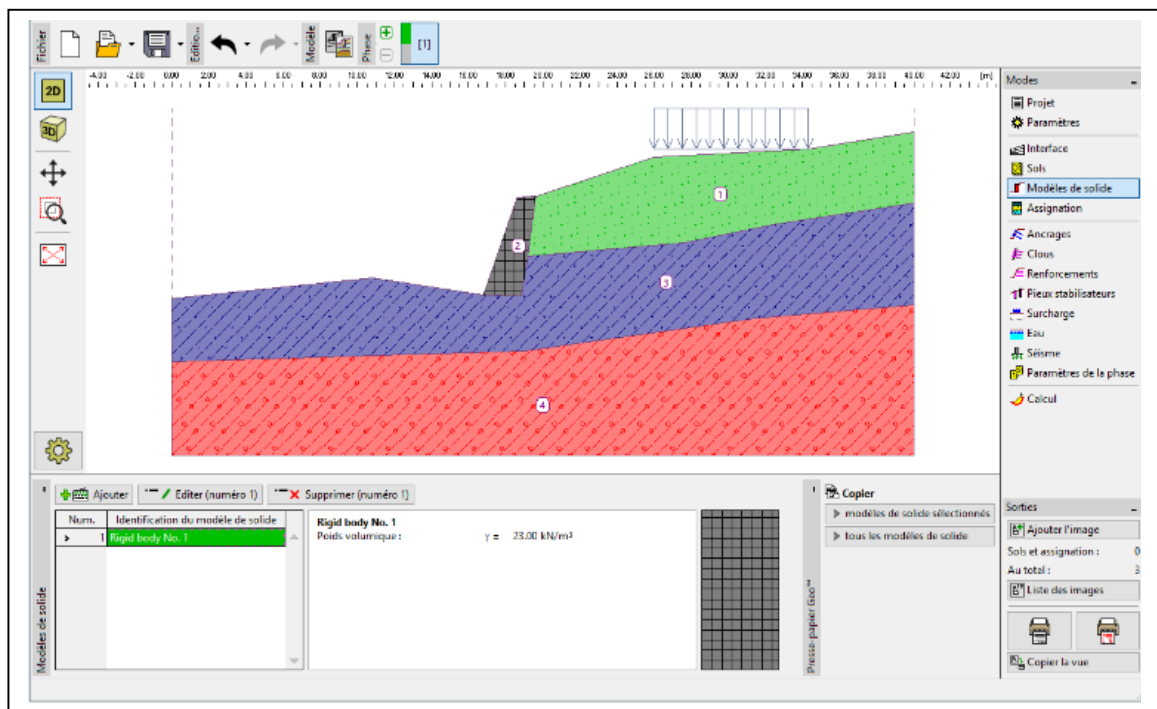 Fichier
Editio...
Modèle
Phase
[1]
-4.00 -2.00 0.00 2.00 4.00 6.00 8.00 10.00 12.00 14.00 16.00 18.00 20.00 22.00 24.00 26.00 28.00 30.00 32.00 34.00 36.00 38.00 40.00 42.00 [m]
2D
3D
1
2
3
4
Modes
Projet
Paramètres
Interface
Sols
Modèles de solide
Assignation
Ancrages
Clous
Renforcements
Pieux stabilisateurs
Surcharge
Eau
Séisme
Paramètres de la phase
Calcul
Ajouter Editer (numéro 1) Supprimer (numéro 1)
Num. Identification du modèle de solide
> 1 Rigid body No. 1
Rigid body No. 1
Poids volumique : γ = 23.00 kN/m³
Modèles de solide
Presse-papier Geo™
Copier
modèles de solide sélectionnés
tous les modèles de solide
Sorties
Ajouter l'image
Sols et assignation : 0
Au total : 3
Liste des images
Copier la vue